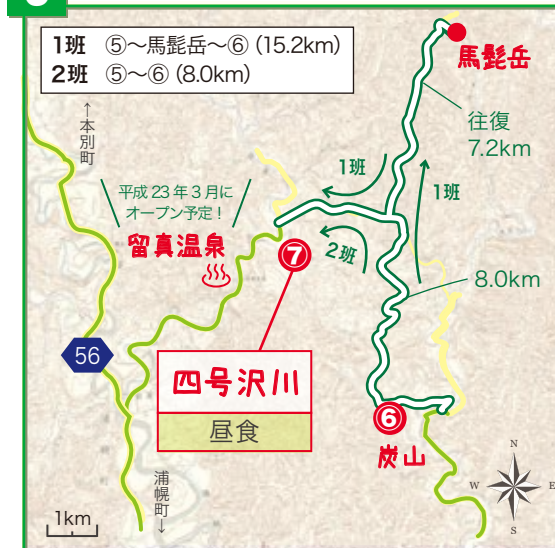 1班 ⑤〜馬髭岳〜⑥ (15.2km)
2班 ⑤〜⑥ (8.0km)
↑本別町
馬髭岳
往復
7.2km
1班
1班
平成23年3月に
オープン予定！
留真温泉
⑦
2班
8.0km
56
四号沢川
昼食
⑥
炭山
浦幌町→
1km
N
W
E
S